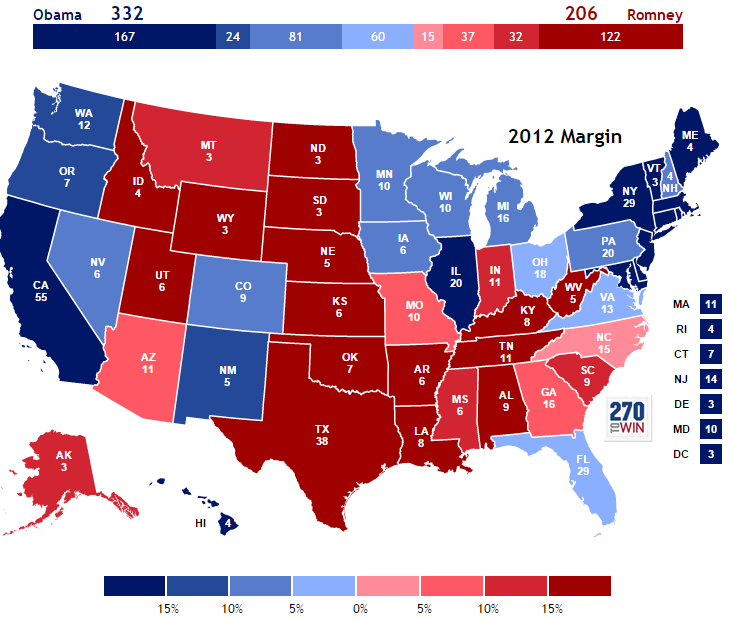 Obama 332 206 Romney
167 24 81 60 15 37 32 122
2012 Margin
WA
12
OR
7
CA
55
NV
6
ID
4
MT
3
WY
3
UT
6
AZ
11
CO
9
NM
5
ND
3
SD
3
NE
5
KS
6
OK
7
TX
38
MN
10
IA
6
MO
10
AR
6
LA
8
WI
10
IL
20
MI
16
IN
11
OH
18
KY
8
TN
11
MS
6
AL
9
GA
16
FL
29
SC
9
NC
15
VA
13
WV
5
PA
20
NY
29
VT
3
4
NH
ME
4
MA 11
RI 4
CT 7
NJ 14
DE 3
MD 10
DC 3
270
TO WIN
AK
3
HI 4
15% 10% 5% 0% 5% 10% 15%